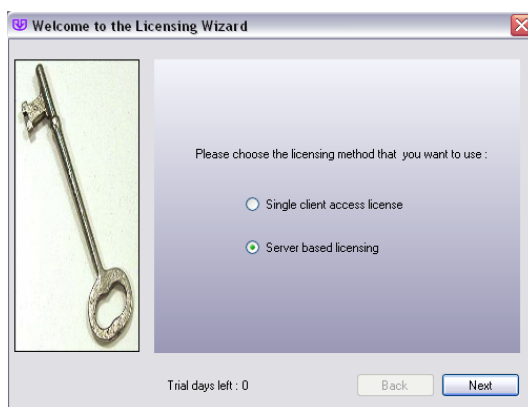 Welcome to the Licensing Wizard
Please choose the licensing method that you want to use :
Single client access license
Server based licensing
Trial days left : 0
Back
Next